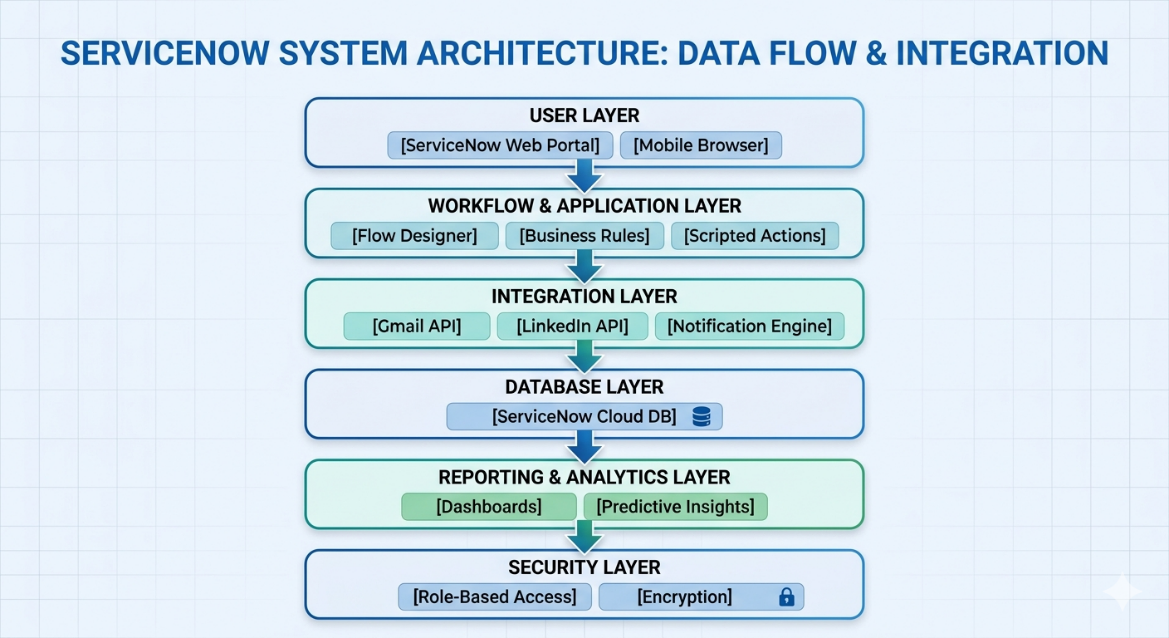 SERVICENOW SYSTEM ARCHITECTURE: DATA FLOW & INTEGRATION
USER LAYER
[ServiceNow Web Portal] [Mobile Browser]
WORKFLOW & APPLICATION LAYER
[Flow Designer] [Business Rules] [Scripted Actions]
INTEGRATION LAYER
[Gmail API] [LinkedIn API] [Notification Engine]
DATABASE LAYER
[ServiceNow Cloud DB]
REPORTING & ANALYTICS LAYER
[Dashboards] [Predictive Insights]
SECURITY LAYER
[Role-Based Access] [Encryption]